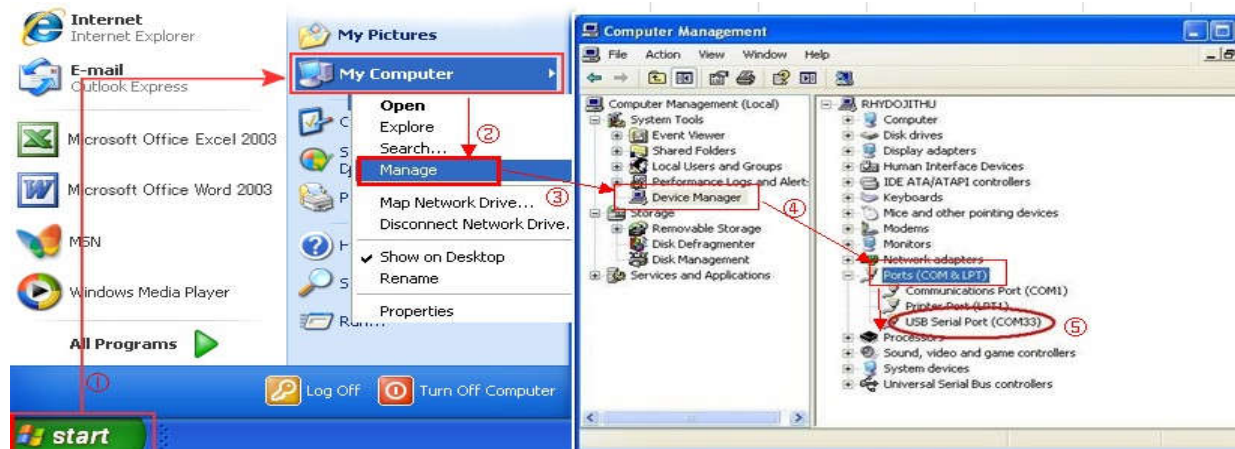 Internet
Internet Explorer
E-mail
Outlook Express
Microsoft Office Excel 2003
Microsoft Office Word 2003
MSN
Windows Media Player
All Programs
①
start
My Pictures
My Computer
Open
②
Explore
Search...
Manage
③
Map Network Drive...
Disconnect Network Drive.
Show on Desktop
Rename
Properties
Run...
Log Off
Turn Off Computer
Computer Management
File Action View Window Help
Computer Management (Local)
System Tools
Event Viewer
Shared Folders
Local Users and Groups
Performance Logs and Alert
Device Manager
Storage
Removable Storage
Disk Defragmenter
Disk Management
Services and Applications
④
RHYDOJITHU
Computer
Disk drives
Display adapters
Human Interface Devices
IDE ATA/ATAPI controllers
Keyboards
Mice and other pointing devices
Modems
Monitors
Network adapters
Ports (COM & LPT)
Communications Port (COM1)
Printer Port (LPT1)
USB Serial Port (COM33)
⑤
Processors
Sound, video and game controllers
System devices
Universal Serial Bus controllers